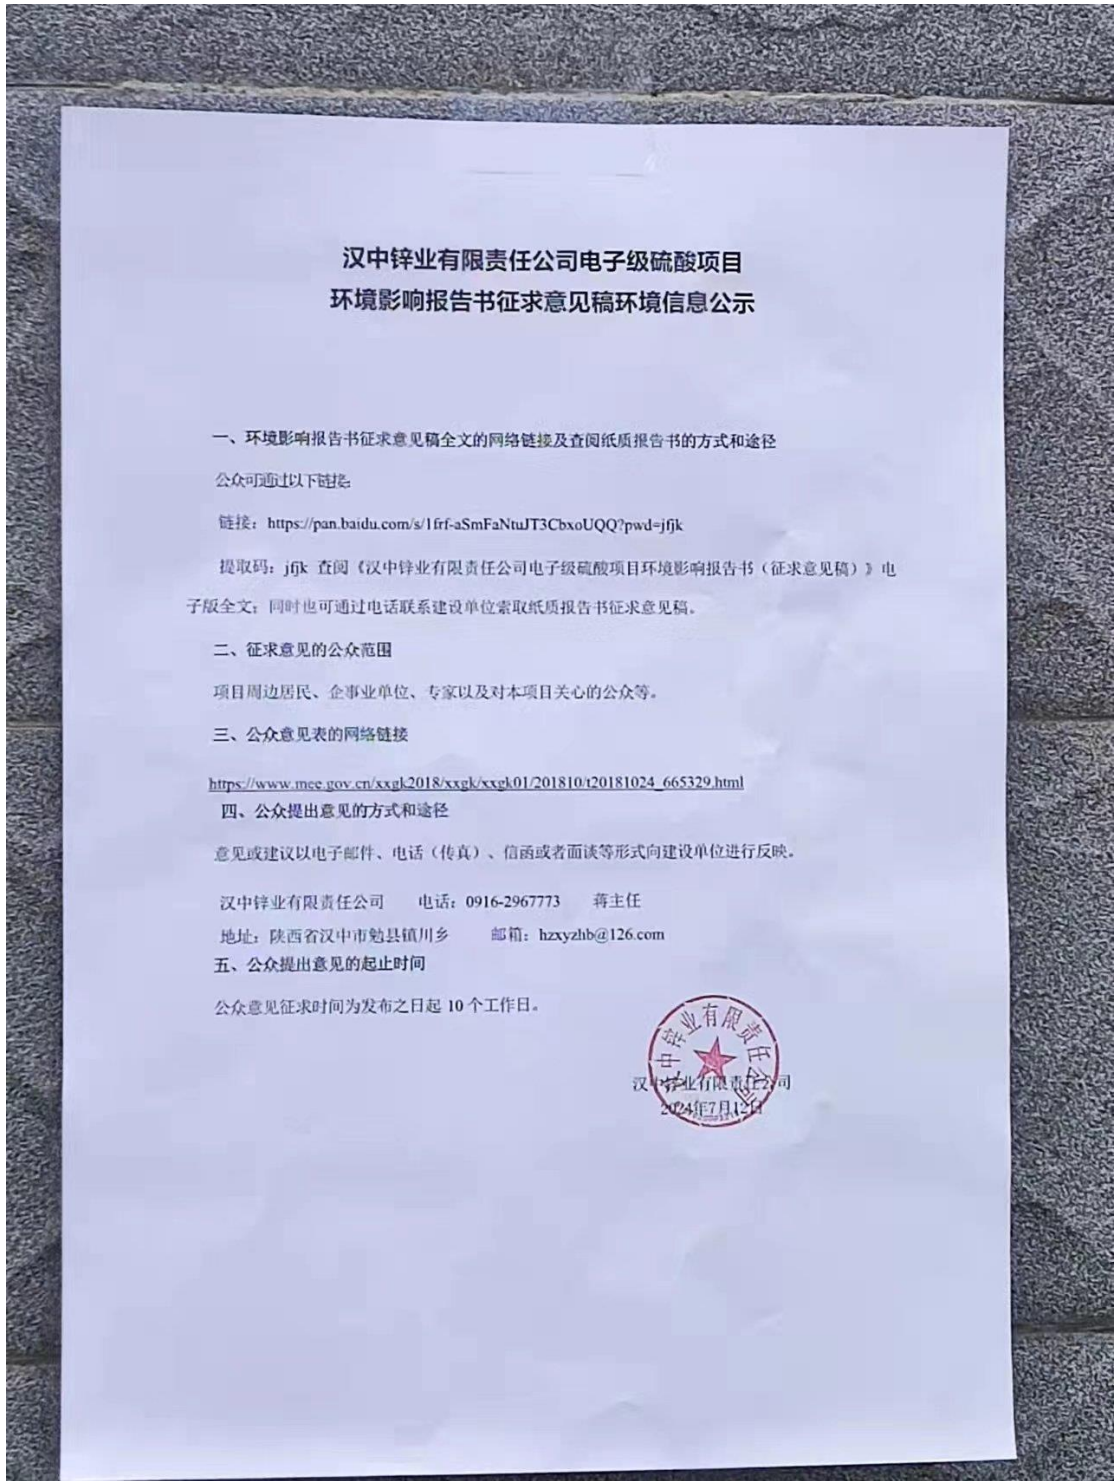 汉中锌业有限责任公司电子级硫酸项目
环境影响报告书征求意见稿环境信息公示
一、环境影响报告书征求意见稿全文的网络链接及查阅纸质报告书的方式和途径
公众可通过以下链接:
链接：https://pan.baidu.com/s/1frf-aSmFaNtuJT3CbxoUQQ?pwd=jfjk
提取码：jfjk 查阅《汉中锌业有限责任公司电子级硫酸项目环境影响报告书（征求意见稿）》电
子版全文；同时也可通过电话联系建设单位索取纸质报告书征求意见稿。
二、征求意见的公众范围
项目周边居民、企事业单位、专家以及对本项目关心的公众等。
三、公众意见表的网络链接
https://www.mee.gov.cn/xxgk2018/xxgk/xxgk01/201810/t20181024_665329.html
四、公众提出意见的方式和途径
意见或建议以电子邮件、电话（传真）、信函或者面谈等形式向建设单位进行反映。
汉中锌业有限责任公司 电话：0916-2967773 蒋主任
地址：陕西省汉中市勉县镇川乡 邮箱：hzxyzhb@126.com
五、公众提出意见的起止时间
公众意见征求时间为发布之日起 10 个工作日。
汉中锌业有限责任公司
汉中锌业有限责任公司
2024年7月12日